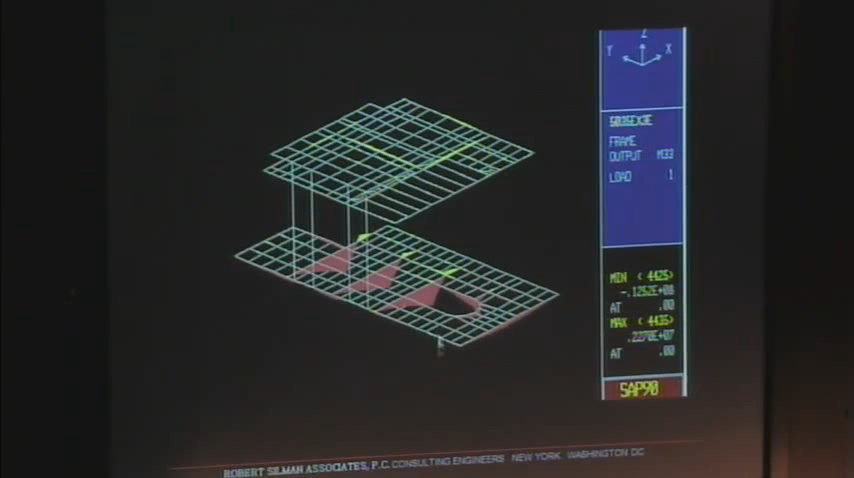 Z
Y X
FRAME
OUTPUT M33
LOAD 1
MIN < 4425>
-.1252E+08
AT .00
MAX < 4435>
.2270E+07
AT .00
SAP90
ROBERT SILMAN ASSOCIATES, P.C. CONSULTING ENGINEERS NEW YORK WASHINGTON DC